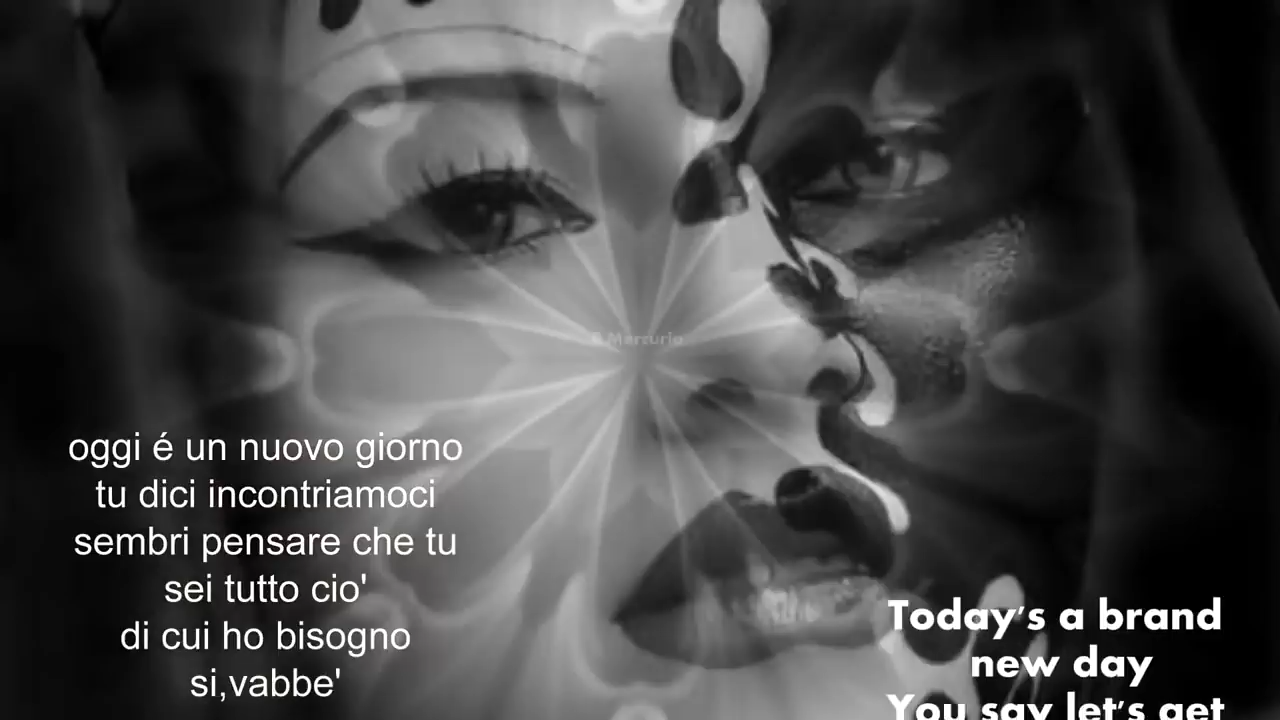 © Mercurio
oggi é un nuovo giorno
tu dici incontriamoci
sembri pensare che tu
sei tutto cio'
di cui ho bisogno
si,vabbe'
Today's a brand
new day
You say let's get